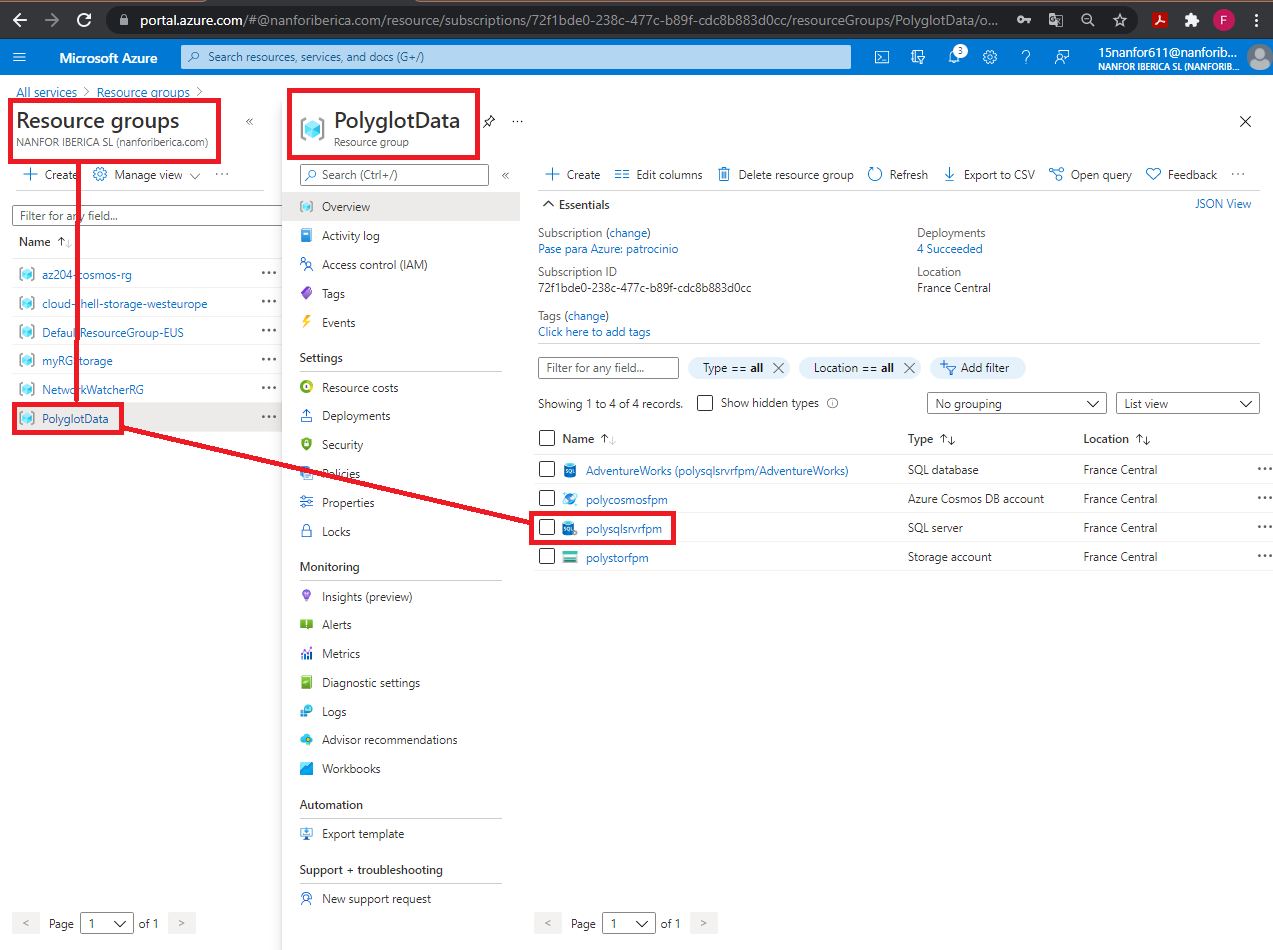 portal.azure.com/#@nanforiberica.com/resource/subscriptions/72f1bde0-238c-477c-b89f-cdc8b883d0cc/resourceGroups/PolyglotData/o...
F
Microsoft Azure
Search resources, services, and docs (G+/)
3
15nanfor611@nanforib...
NANFOR IBERICA SL (NANFORIB...
All services > Resource groups >
Resource groups
NANFOR IBERICA SL (nanforiberica.com)
Create
Manage view
Filter for any field...
Name
az204-cosmos-rg
cloud-shell-storage-westeurope
DefaultResourceGroup-EUS
myRGstorage
NetworkWatcherRG
PolyglotData
< Page 1 of 1 >
PolyglotData
Resource group
Search (Ctrl+/)
Overview
Activity log
Access control (IAM)
Tags
Events
Settings
Resource costs
Deployments
Security
Policies
Properties
Locks
Monitoring
Insights (preview)
Alerts
Metrics
Diagnostic settings
Logs
Advisor recommendations
Workbooks
Automation
Export template
Support + troubleshooting
New support request
Create Edit columns Delete resource group Refresh Export to CSV Open query Feedback
Essentials
JSON View
Subscription (change)
Pase para Azure: patrocinio
Subscription ID
72f1bde0-238c-477c-b89f-cdc8b883d0cc
Tags (change)
Click here to add tags
Deployments
4 Succeeded
Location
France Central
Filter for any field...
Type == all
Location == all
Add filter
Showing 1 to 4 of 4 records.
Show hidden types
No grouping
List view
Name Type Location
SQL AdventureWorks (polysqlsrvrfpm/AdventureWorks) SQL database France Central
polycosmosfpm Azure Cosmos DB account France Central
SQL polysqlsrvrfpm SQL server France Central
polystorfpm Storage account France Central
< Page 1 of 1 >